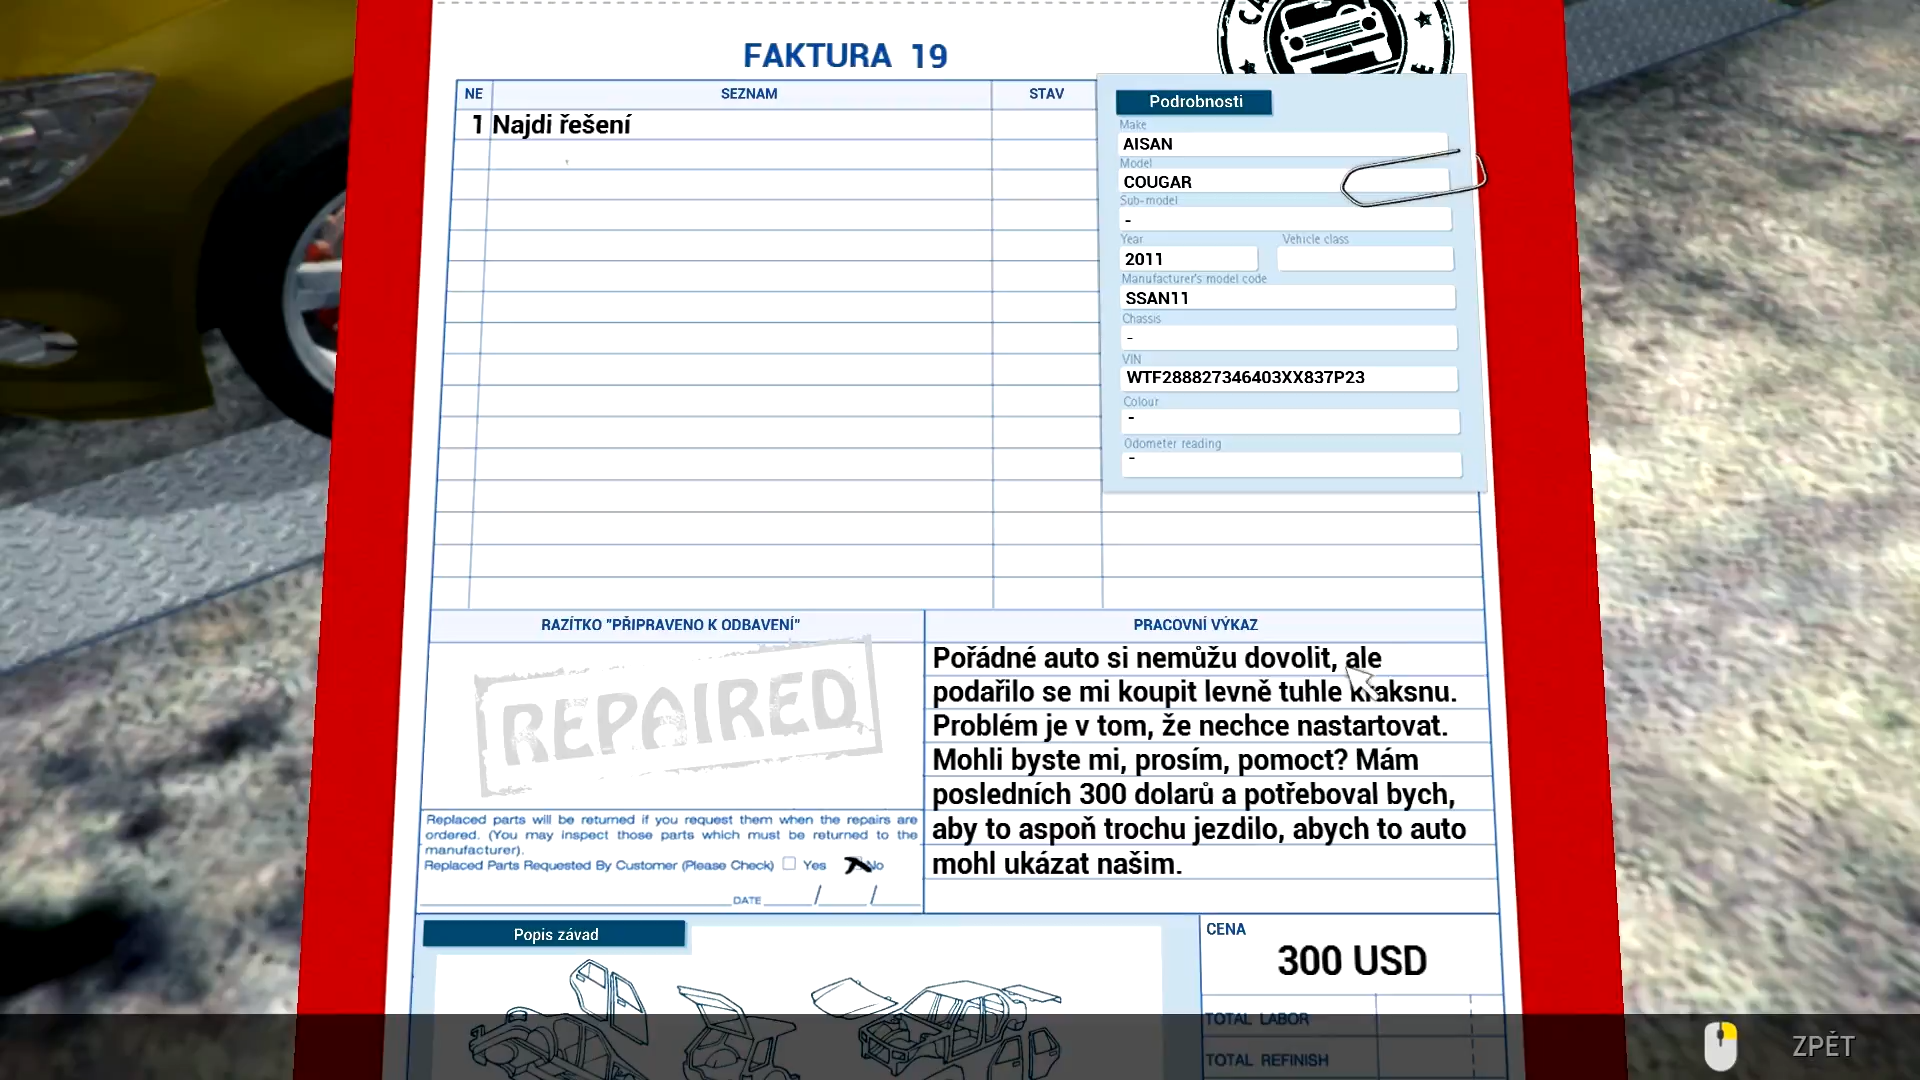 FAKTURA 19
NE SEZNAM STAV
1 Najdi řešení
Podrobnosti
Make
AISAN
Model
COUGAR
Sub-model
-
Year Vehicle class
2011
Manufacturer's model code
SSAN11
Chassis
-
VIN
WTF288827346403XX837P23
Colour
-
Odometer reading
-
RAZÍTKO "PŘIPRAVENO K ODBAVENÍ"
REPAIRED
Replaced parts will be returned if you request them when the repairs are
ordered. (You may inspect those parts which must be returned to the
manufacturer).
Replaced Parts Requested By Customer (Please Check) Yes No
DATE / /
PRACOVNÍ VÝKAZ
Pořádné auto si nemůžu dovolit, ale
podařilo se mi koupit levně tuhle kraksnu.
Problém je v tom, že nechce nastartovat.
Mohli byste mi, prosím, pomoct? Mám
posledních 300 dolarů a potřeboval bych,
aby to aspoň trochu jezdilo, abych to auto
mohl ukázat našim.
Popis závad
CENA
300 USD
TOTAL LABOR
TOTAL REFINISH
ZPĚT